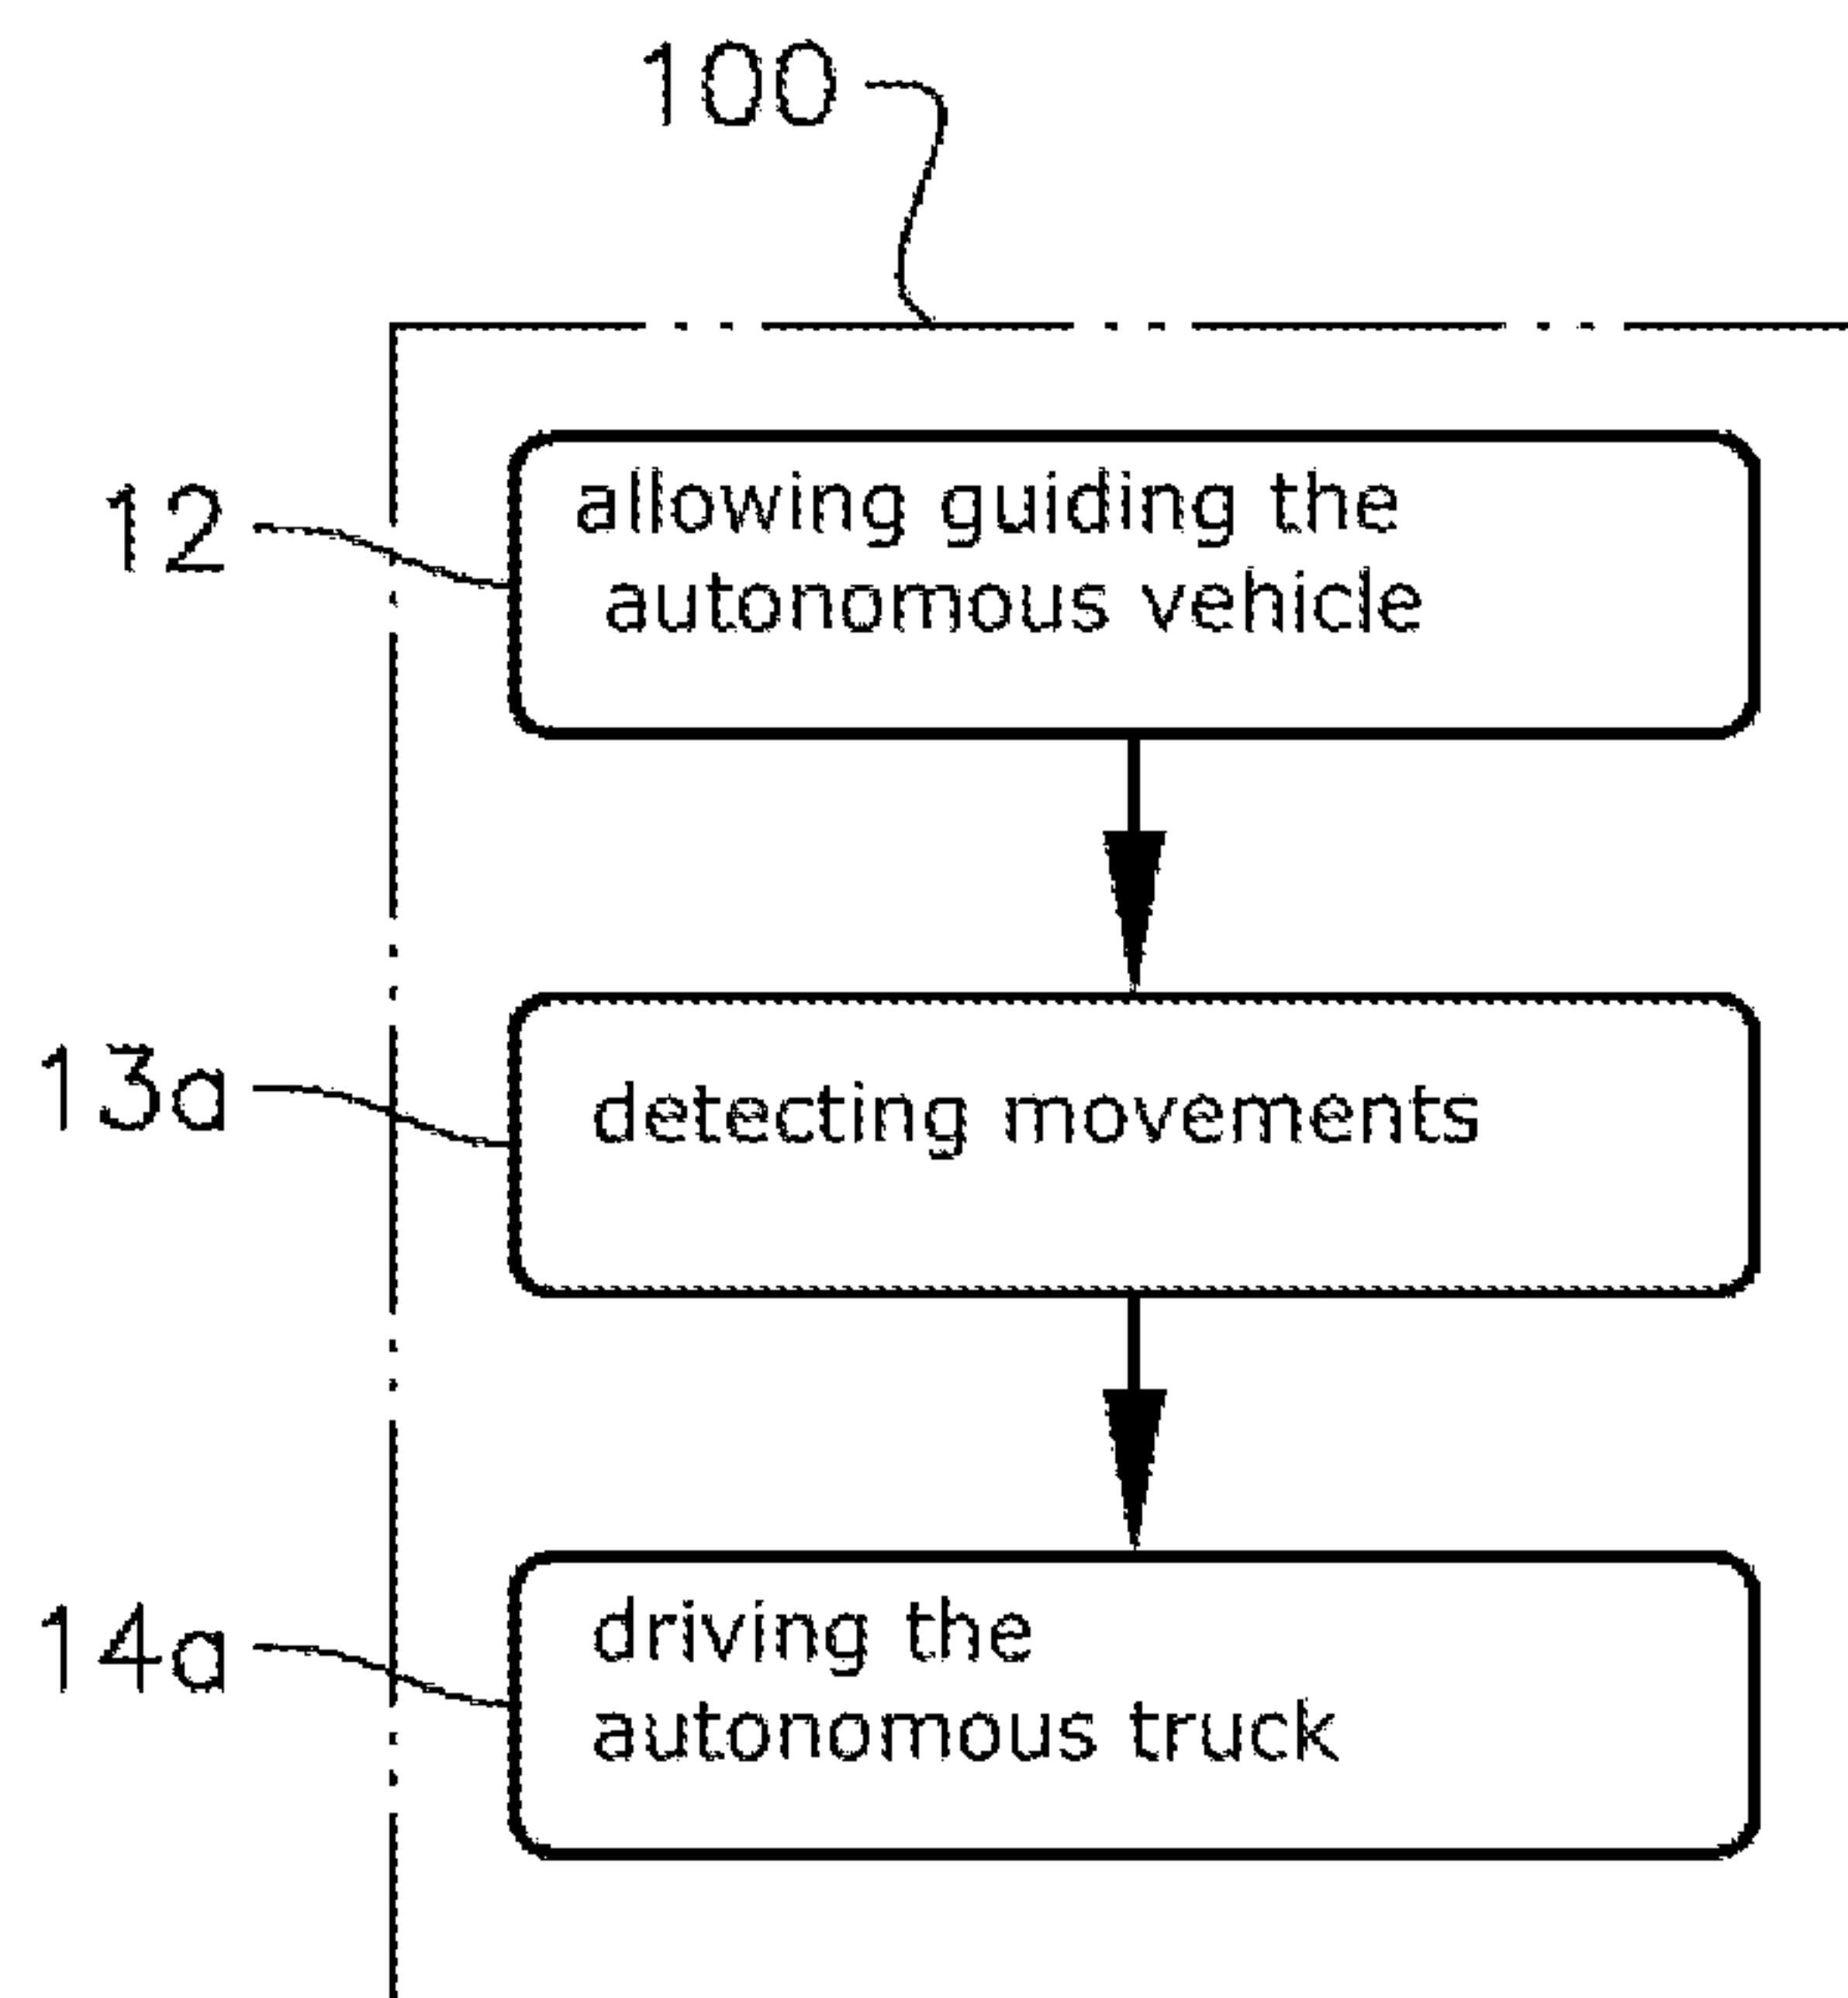 100
12
allowing guiding the
autonomous vehicle
13a
detecting movements
14a
driving the
autonomous truck